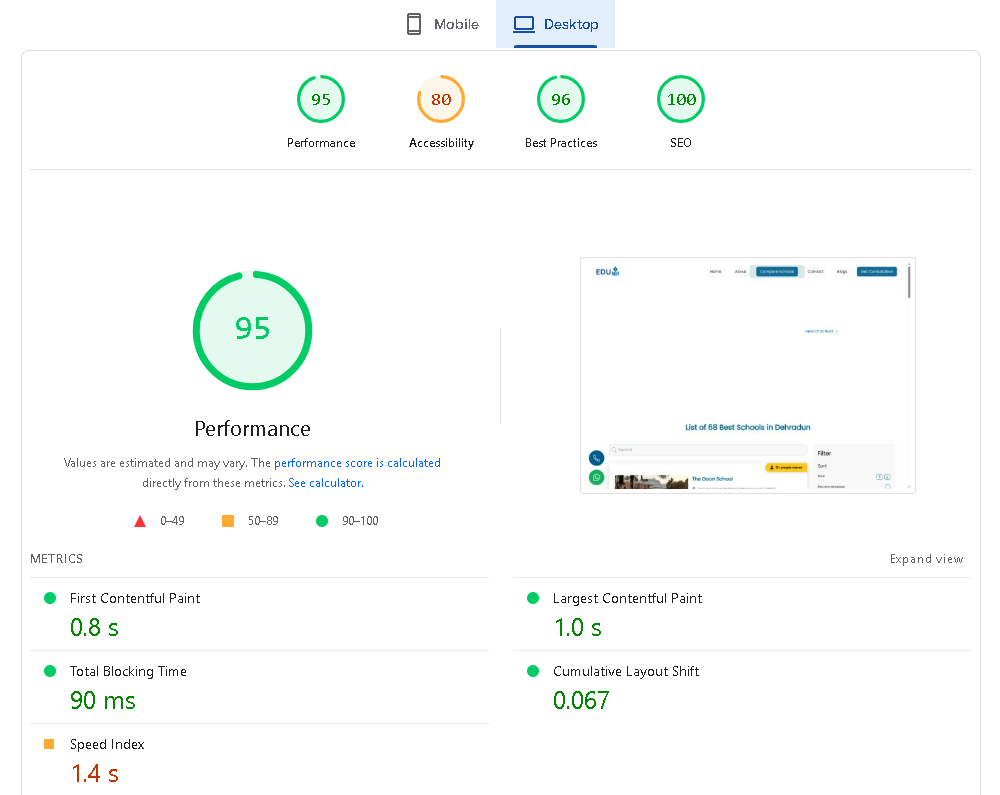 Mobile
Desktop
95
80
96
100
Performance
Accessibility
Best Practices
SEO
95
Performance
Values are estimated and may vary. The performance score is calculated
directly from these metrics. See calculator.
0–49
50–89
90–100
EDU
Home
About
Compare Schools
Contact
Blogs
Get Consultation
Search School
List of 68 Best Schools in Dehradun
Search
Filter
Sort
The Doon School
METRICS
Expand view
First Contentful Paint
0.8 s
Largest Contentful Paint
1.0 s
Total Blocking Time
90 ms
Cumulative Layout Shift
0.067
Speed Index
1.4 s